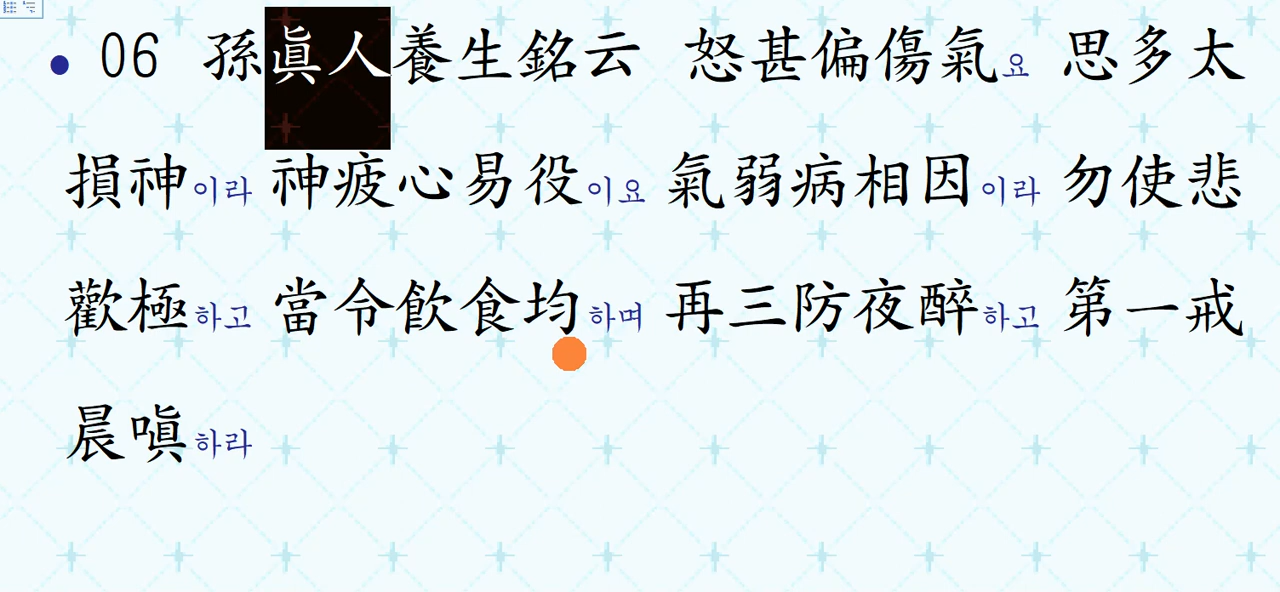 • 06 孫眞人養生銘云 怒甚偏傷氣요 思多太
損神이라 神疲心易役이요 氣弱病相因이라 勿使悲
歡極하고 當令飮食均하며 再三防夜醉하고 第一戒
晨嗔하라